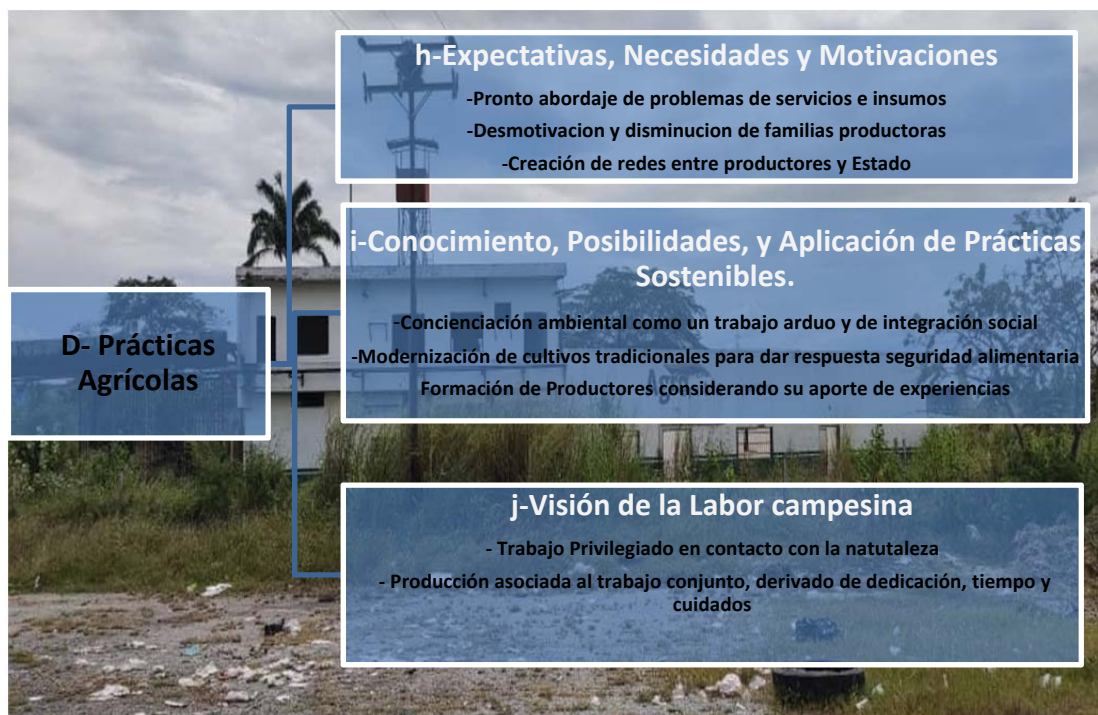 h-Expectativas, Necesidades y Motivaciones
-Pronto abordaje de problemas de servicios e insumos
-Desmotivacion y disminucion de familias productoras
-Creación de redes entre productores y Estado
i-Conocimiento, Posibilidades, y Aplicación de Prácticas
Sostenibles.
-Concienciación ambiental como un trabajo arduo y de integración social
-Modernización de cultivos tradicionales para dar respuesta seguridad alimentaria
Formación de Productores considerando su aporte de experiencias
D- Prácticas
Agrícolas
j-Visión de la Labor campesina
- Trabajo Privilegiado en contacto con la natutaleza
- Producción asociada al trabajo conjunto, derivado de dedicación, tiempo y
cuidados